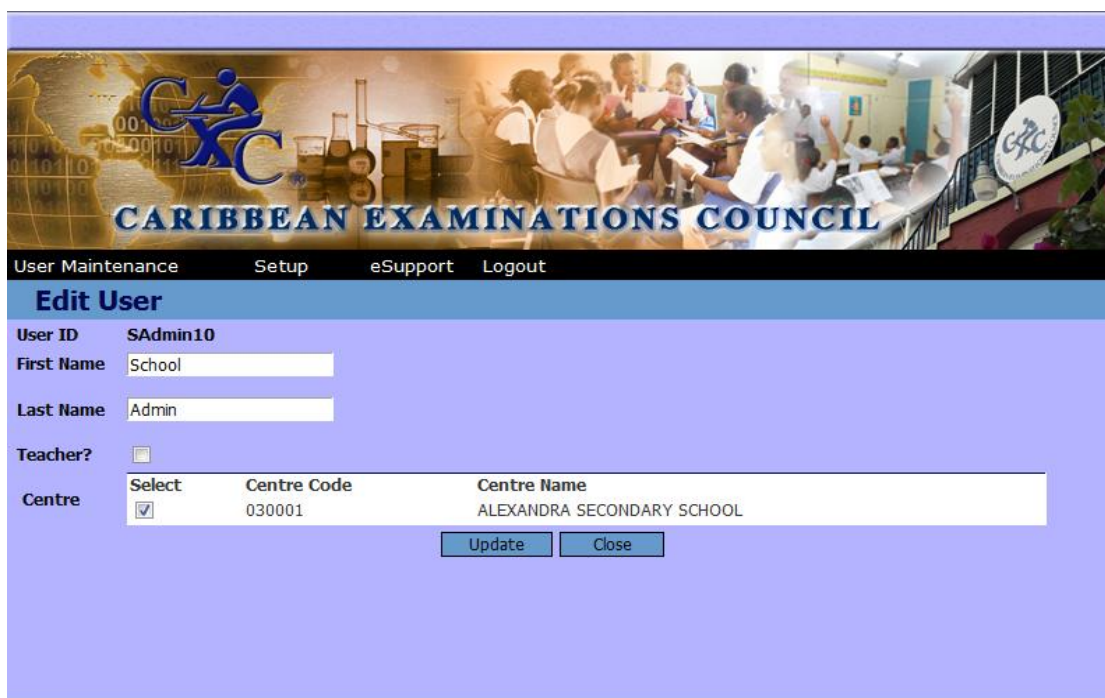 CXC
CXC
CARIBBEAN EXAMINATIONS COUNCIL
User Maintenance Setup eSupport Logout
Edit User
User ID SAdmin10
First Name School
Last Name Admin
Teacher?
Centre Select Centre Code Centre Name
030001 ALEXANDRA SECONDARY SCHOOL
Update Close